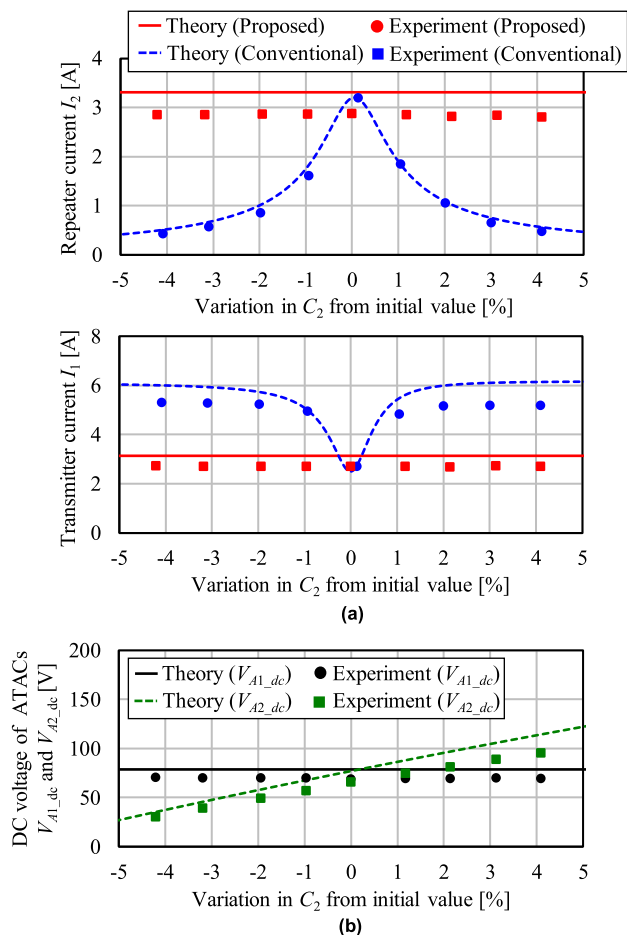 Theory (Proposed) Experiment (Proposed)
Theory (Conventional) Experiment (Conventional)
Repeater current I2 [A]
4
3
2
1
0
-5 -4 -3 -2 -1 0 1 2 3 4 5
Variation in C2 from initial value [%]
Transmitter current I1 [A]
8
6
4
2
0
-5 -4 -3 -2 -1 0 1 2 3 4 5
Variation in C2 from initial value [%]
(a)
DC voltage of ATACs
VA1_dc and VA2_dc [V]
200
150
100
50
0
Theory (VA1_dc) Experiment (VA1_dc)
Theory (VA2_dc) Experiment (VA2_dc)
-5 -4 -3 -2 -1 0 1 2 3 4 5
Variation in C2 from initial value [%]
(b)